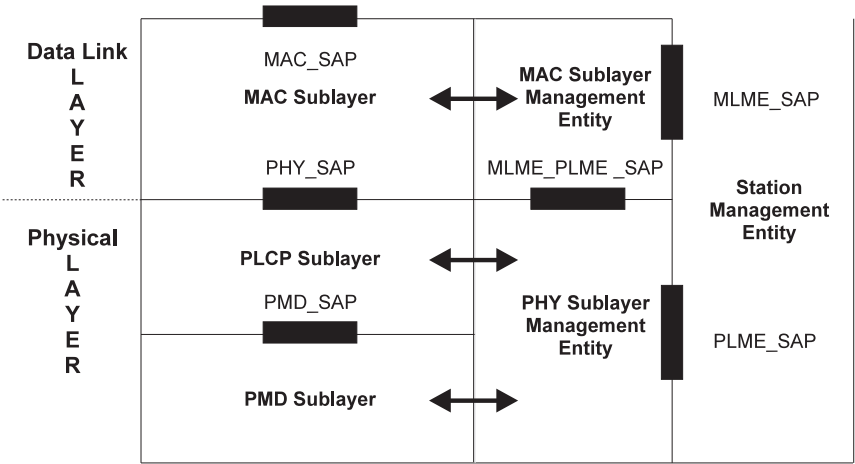 Data Link
L
A
Y
E
R
MAC_SAP
MAC Sublayer
MAC Sublayer
Management
Entity
MLME_SAP
PHY_SAP
MLME_PLME _SAP
Station
Management
Entity
Physical
L
A
Y
E
R
PLCP Sublayer
PMD_SAP
PHY Sublayer
Management
Entity
PLME_SAP
PMD Sublayer